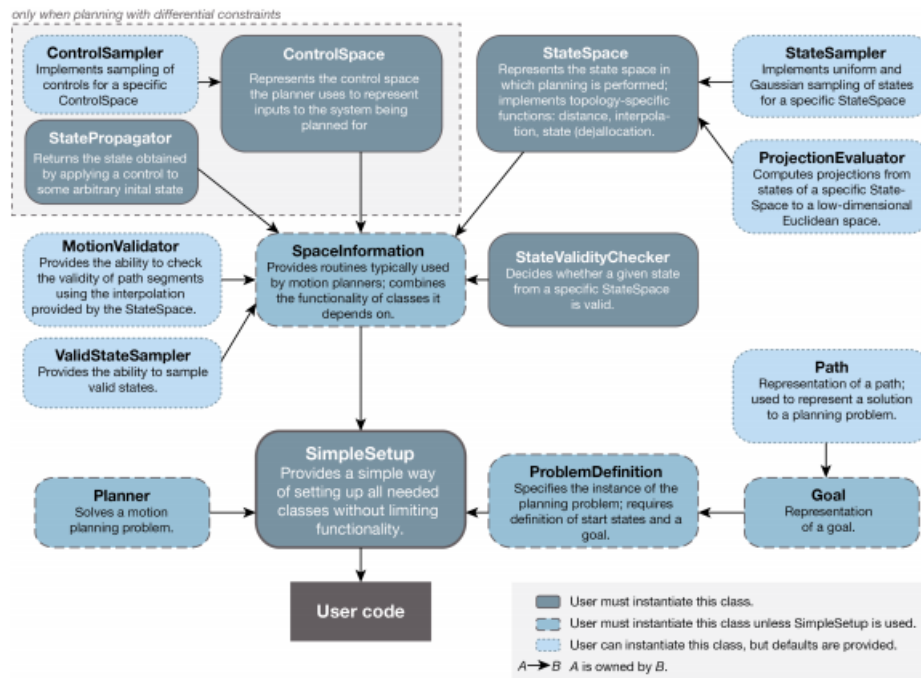 only when planning with differential constraints
ControlSampler
Implements sampling of
controls for a specific
ControlSpace
ControlSpace
Represents the control space
the planner uses to represent
inputs to the system being
planned for
StatePropagator
Returns the state obtained
by applying a control to
some arbitrary inital state
StateSpace
Represents the state space in
which planning is performed;
implements topology-specific
functions: distance, interpola-
tion, state (de)allocation.
StateSampler
Implements uniform and
Gaussian sampling of states
for a specific StateSpace
ProjectionEvaluator
Computes projections from
states of a specific State-
Space to a low-dimensional
Euclidean space.
MotionValidator
Provides the ability to check
the validity of path segments
using the interpolation
provided by the StateSpace.
SpaceInformation
Provides routines typically used
by motion planners; combines
the functionality of classes it
depends on.
StateValidityChecker
Decides whether a given state
from a specific StateSpace
is valid.
ValidStateSampler
Provides the ability to sample
valid states.
Path
Representation of a path;
used to represent a solution
to a planning problem.
Planner
Solves a motion
planning problem.
SimpleSetup
Provides a simple way
of setting up all needed
classes without limiting
functionality.
ProblemDefinition
Specifies the instance of the
planning problem; requires
definition of start states and a
goal.
Goal
Representation
of a goal.
User code
User must instantiate this class.
User must instantiate this class unless SimpleSetup is used.
User can instantiate this class, but defaults are provided.
A → B A is owned by B.